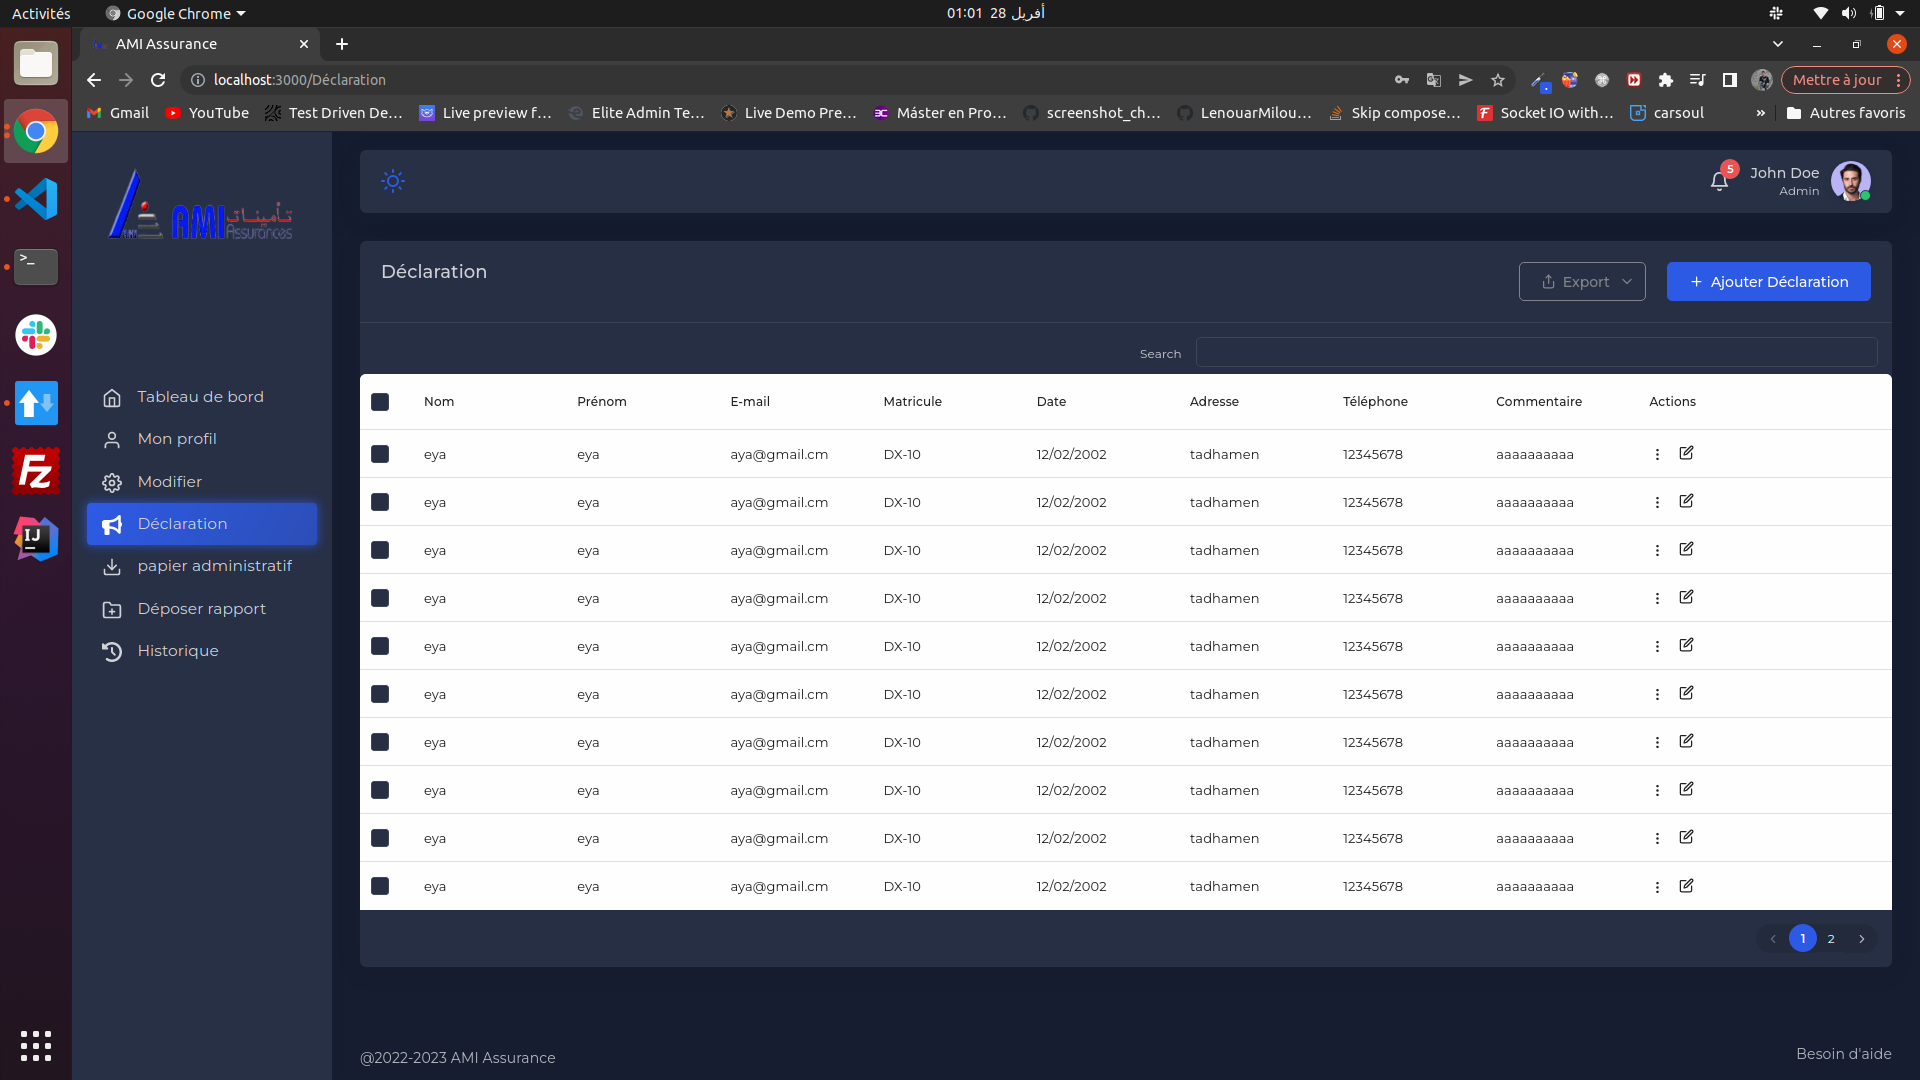 Activités
Google Chrome
01:01 28 أفريل
AMI Assurance
localhost:3000/Déclaration
Mettre à jour
Gmail
YouTube
Test Driven De...
Live preview f...
Elite Admin Te...
Live Demo Pre...
Máster en Pro...
screenshot_ch...
LenouarMilou...
Skip compose...
Socket IO with...
carsoul
»
Autres favoris
AMI تأمينات
Assurances
5
John Doe
Admin
Déclaration
Export
+ Ajouter Déclaration
Search
Tableau de bord
Mon profil
Modifier
Déclaration
papier administratif
Déposer rapport
Historique
Nom Prénom E-mail Matricule Date Adresse Téléphone Commentaire Actions
eya eya aya@gmail.cm DX-10 12/02/2002 tadhamen 12345678 aaaaaaaaaa
eya eya aya@gmail.cm DX-10 12/02/2002 tadhamen 12345678 aaaaaaaaaa
eya eya aya@gmail.cm DX-10 12/02/2002 tadhamen 12345678 aaaaaaaaaa
eya eya aya@gmail.cm DX-10 12/02/2002 tadhamen 12345678 aaaaaaaaaa
eya eya aya@gmail.cm DX-10 12/02/2002 tadhamen 12345678 aaaaaaaaaa
eya eya aya@gmail.cm DX-10 12/02/2002 tadhamen 12345678 aaaaaaaaaa
eya eya aya@gmail.cm DX-10 12/02/2002 tadhamen 12345678 aaaaaaaaaa
eya eya aya@gmail.cm DX-10 12/02/2002 tadhamen 12345678 aaaaaaaaaa
eya eya aya@gmail.cm DX-10 12/02/2002 tadhamen 12345678 aaaaaaaaaa
eya eya aya@gmail.cm DX-10 12/02/2002 tadhamen 12345678 aaaaaaaaaa
1 2
@2022-2023 AMI Assurance
Besoin d'aide